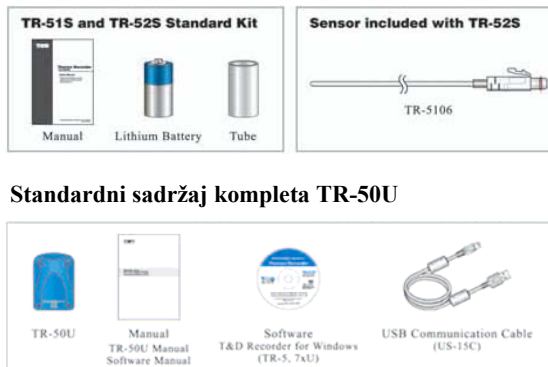 TR-51S and TR-52S Standard Kit
Manual
Lithium Battery
Tube
Sensor included with TR-52S
TR-5106
Standardni sadržaj kompleta TR-50U
TR-50U
Manual
TR-50U Manual
Software Manual
Software
T&D Recorder for Windows
(TR-5, 7xU)
USB Communication Cable
(US-15C)